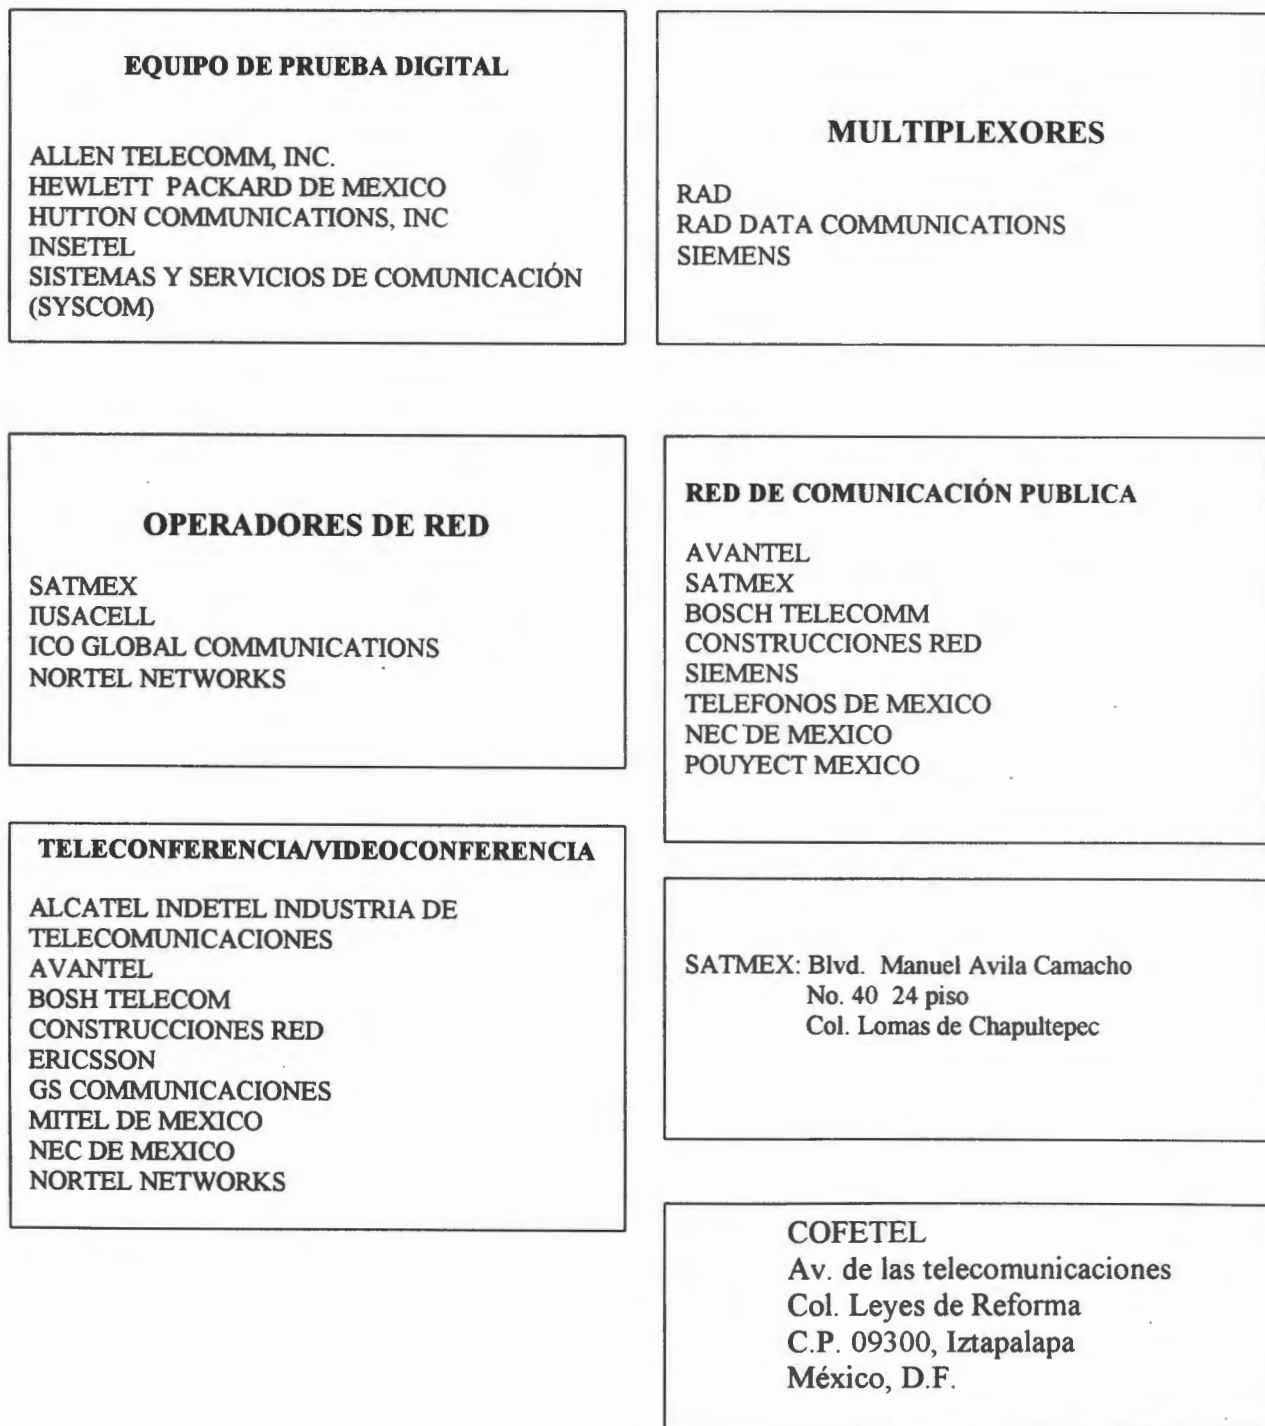 EQUIPO DE PRUEBA DIGITAL
ALLEN TELECOMM, INC.
HEWLETT PACKARD DE MEXICO
HUTTON COMMUNICATIONS, INC
INSETEL
SISTEMAS Y SERVICIOS DE COMUNICACIÓN
(SYSCOM)
MULTIPLEXORES
RAD
RAD DATA COMMUNICATIONS
SIEMENS
OPERADORES DE RED
SATMEX
IUSACELL
ICO GLOBAL COMMUNICATIONS
NORTEL NETWORKS
RED DE COMUNICACIÓN PUBLICA
AVANTEL
SATMEX
BOSCH TELECOMM
CONSTRUCCIONES RED
SIEMENS
TELEFONOS DE MEXICO
NEC DE MEXICO
POUYECT MEXICO
TELECONFERENCIA/VIDEOCONFERENCIA
ALCATEL INDETEL INDUSTRIA DE
TELECOMUNICACIONES
AVANTEL
BOSH TELECOM
CONSTRUCCIONES RED
ERICSSON
GS COMMUNICACIONES
MITEL DE MEXICO
NEC DE MEXICO
NORTEL NETWORKS
SATMEX: Blvd. Manuel Avila Camacho
No. 40 24 piso
Col. Lomas de Chapultepec
COFETEL
Av. de las telecomunicaciones
Col. Leyes de Reforma
C.P. 09300, Iztapalapa
México, D.F.